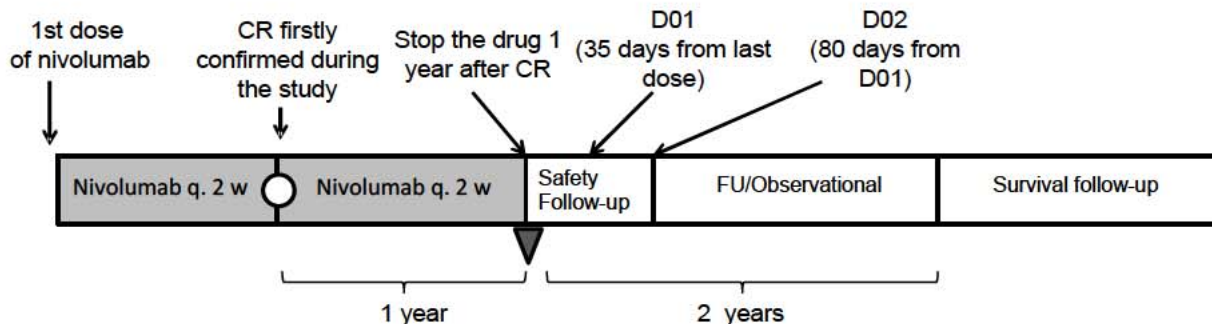 1st dose
of nivolumab
CR firstly
confirmed during
the study
Stop the drug 1
year after CR
D01
(35 days from last
dose)
D02
(80 days from
D01)
Nivolumab q. 2 w
Nivolumab q. 2 w
Safety
Follow-up
FU/Observational
Survival follow-up
1 year
2 years